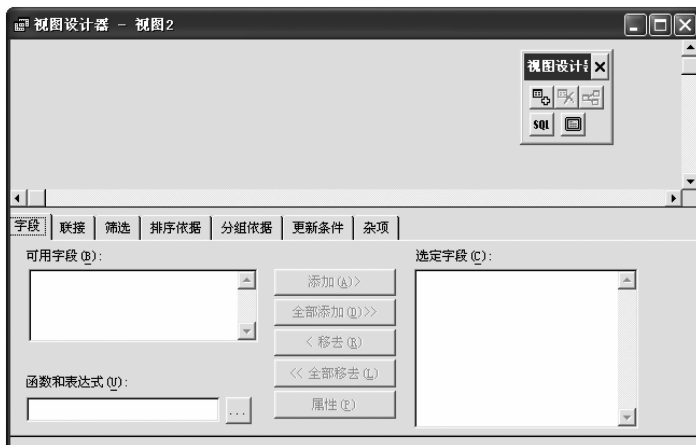 视图设计器 - 视图2
视图设计
SQL
字段 联接 筛选 排序依据 分组依据 更新条件 杂项
可用字段(B):
选定字段(C):
添加(A)>
全部添加(D)>>
< 移去(R)
<< 全部移去(L)
属性(P)
函数和表达式(U):
...